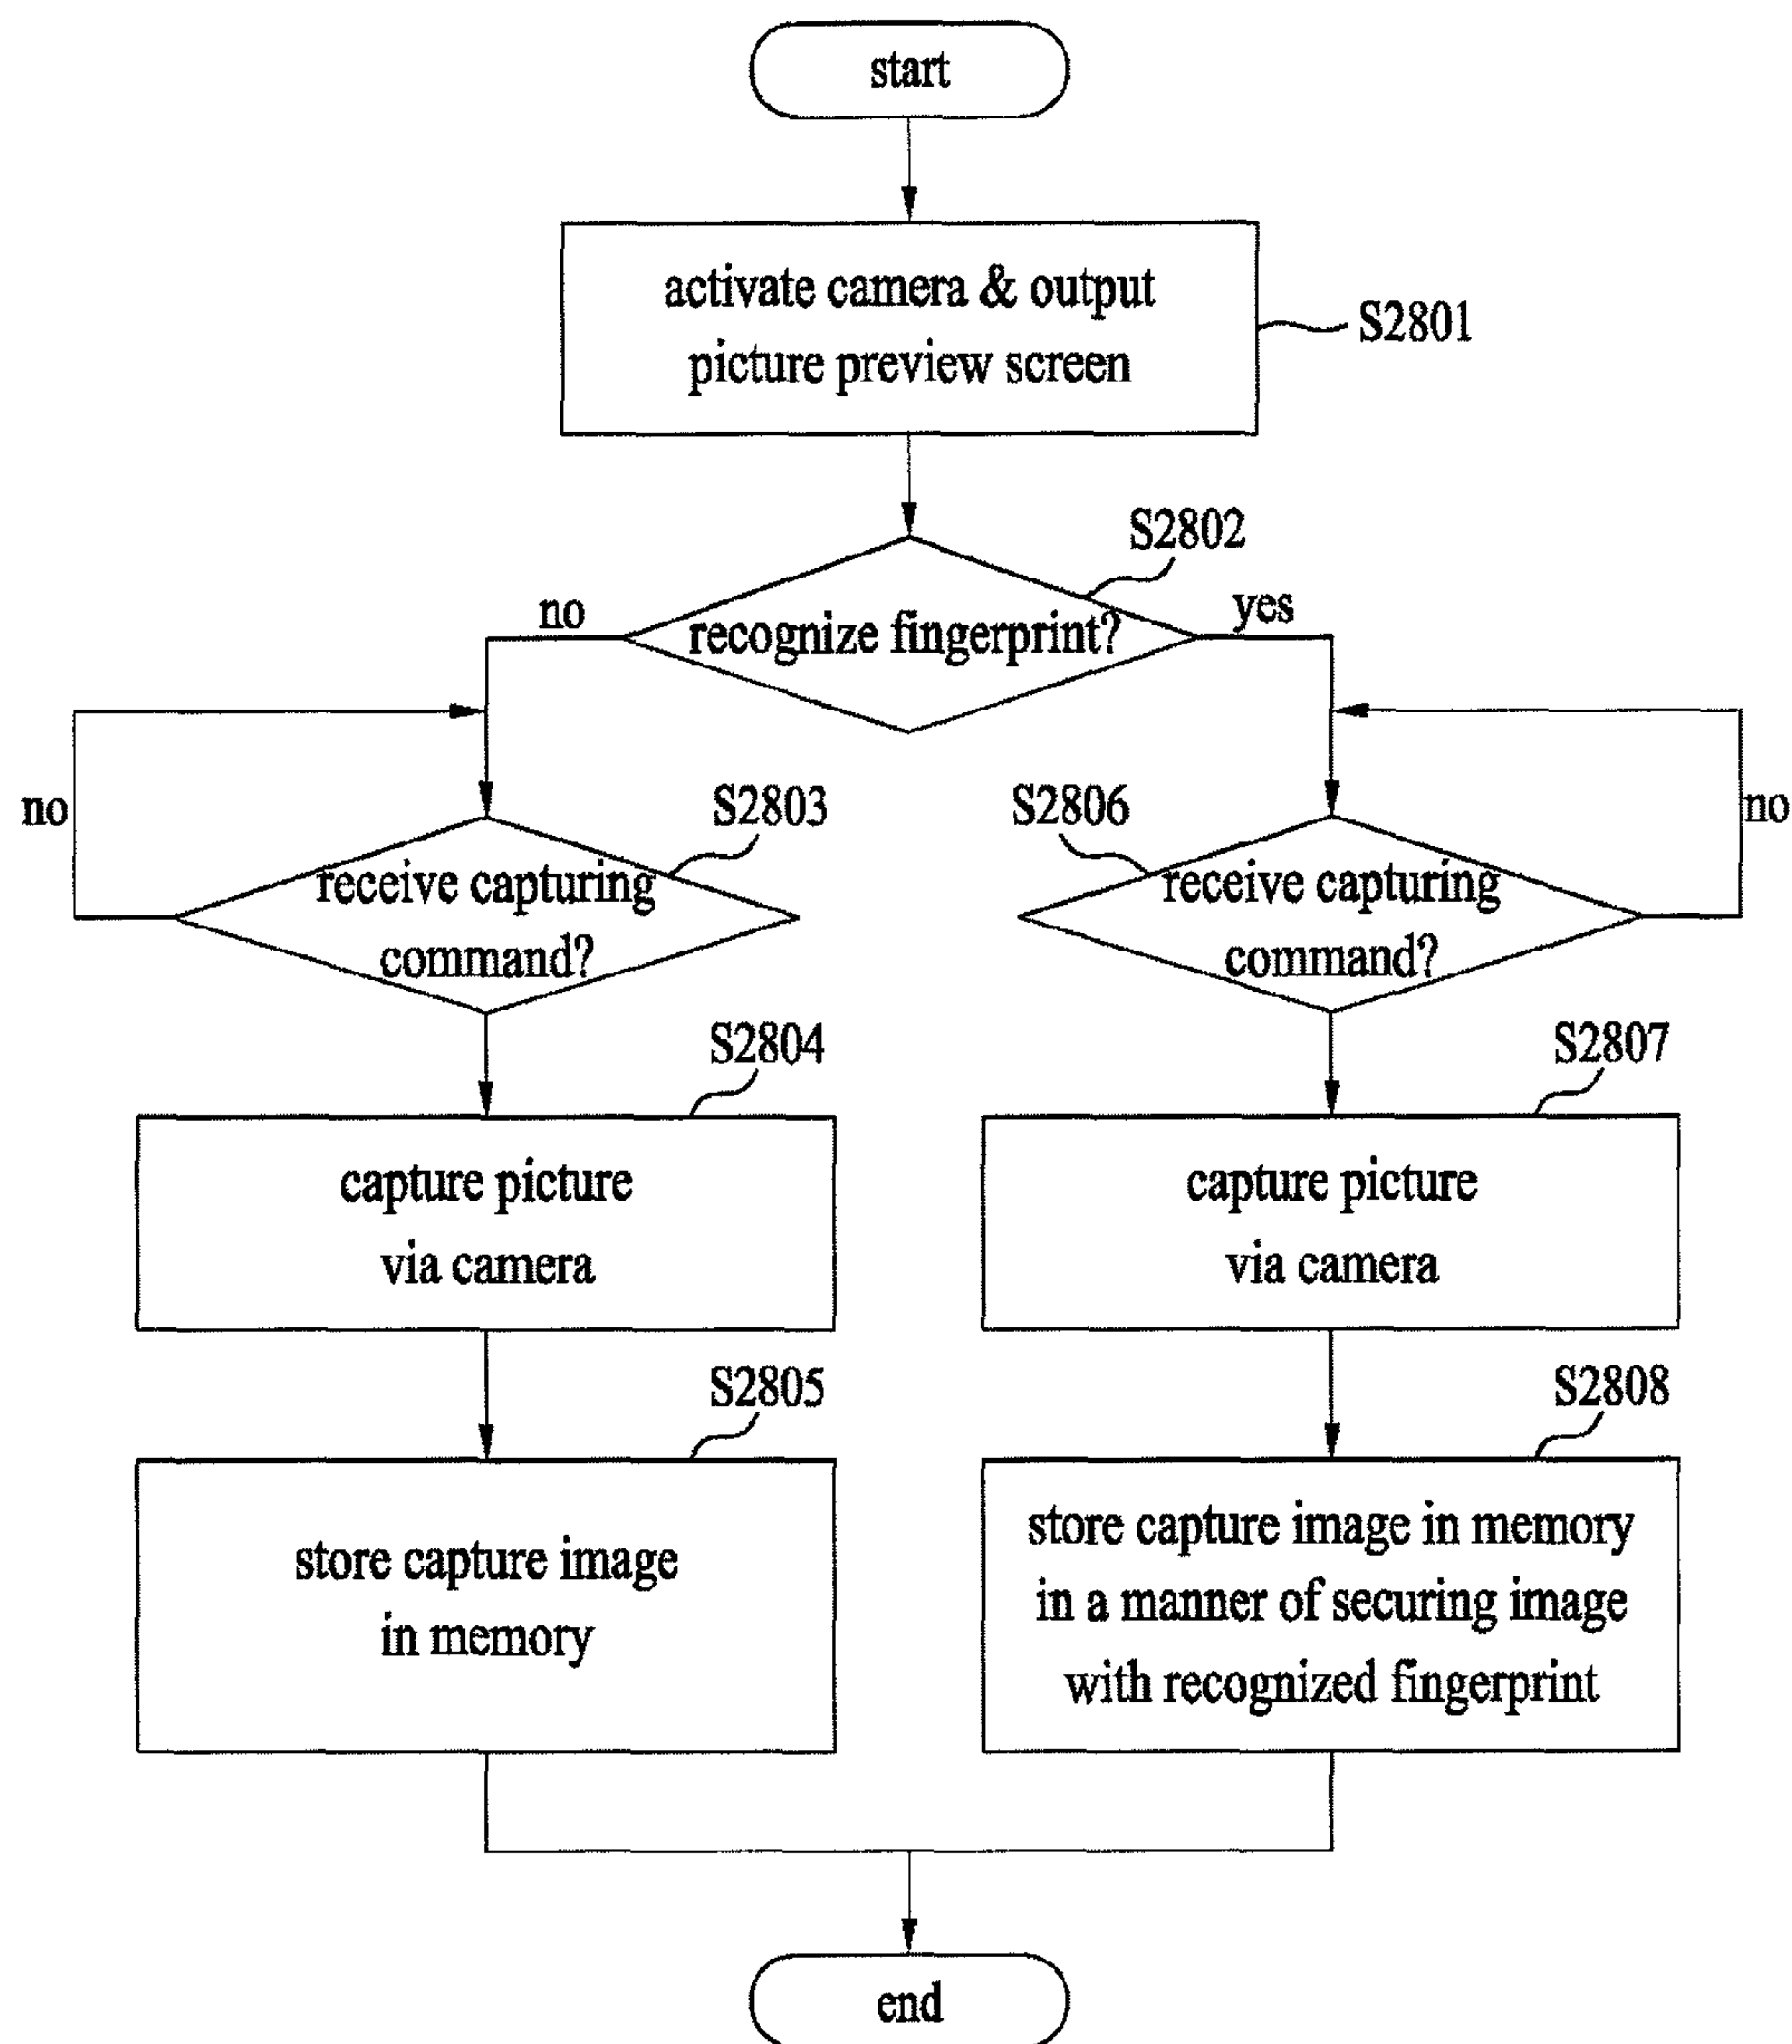 start
activate camera & output
picture preview screen
S2801
S2802
no
recognize fingerprint?
yes
no
S2803
receive capturing
command?
S2806
receive capturing
command?
no
S2804
capture picture
via camera
S2807
capture picture
via camera
S2805
store capture image
in memory
S2808
store capture image in memory
in a manner of securing image
with recognized fingerprint
end